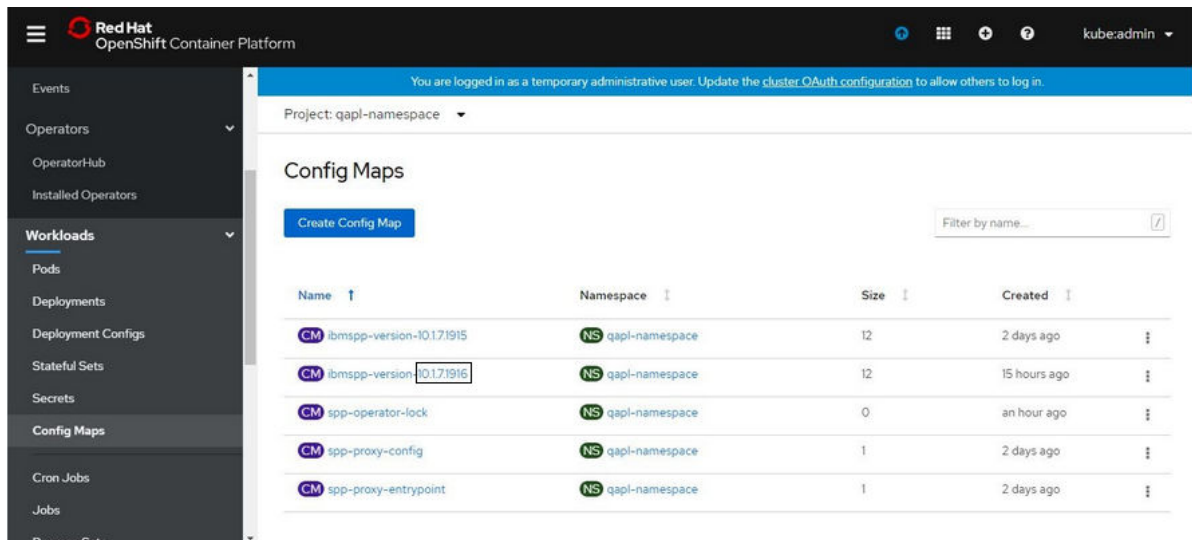 Red Hat
OpenShift Container Platform
kube:admin
You are logged in as a temporary administrative user. Update the cluster OAuth configuration to allow others to log in.
Events
Operators
OperatorHub
Installed Operators
Workloads
Pods
Deployments
Deployment Configs
Stateful Sets
Secrets
Config Maps
Cron Jobs
Jobs
Project: qapl-namespace
Config Maps
Create Config Map
Filter by name...
/
Name Namespace Size Created
CM ibmspp-version-10.1.7.1915 NS qapl-namespace 12 2 days ago
CM ibmspp-version-10.1.7.1916 NS qapl-namespace 12 15 hours ago
CM spp-operator-lock NS qapl-namespace 0 an hour ago
CM spp-proxy-config NS qapl-namespace 1 2 days ago
CM spp-proxy-entrypoint NS qapl-namespace 1 2 days ago